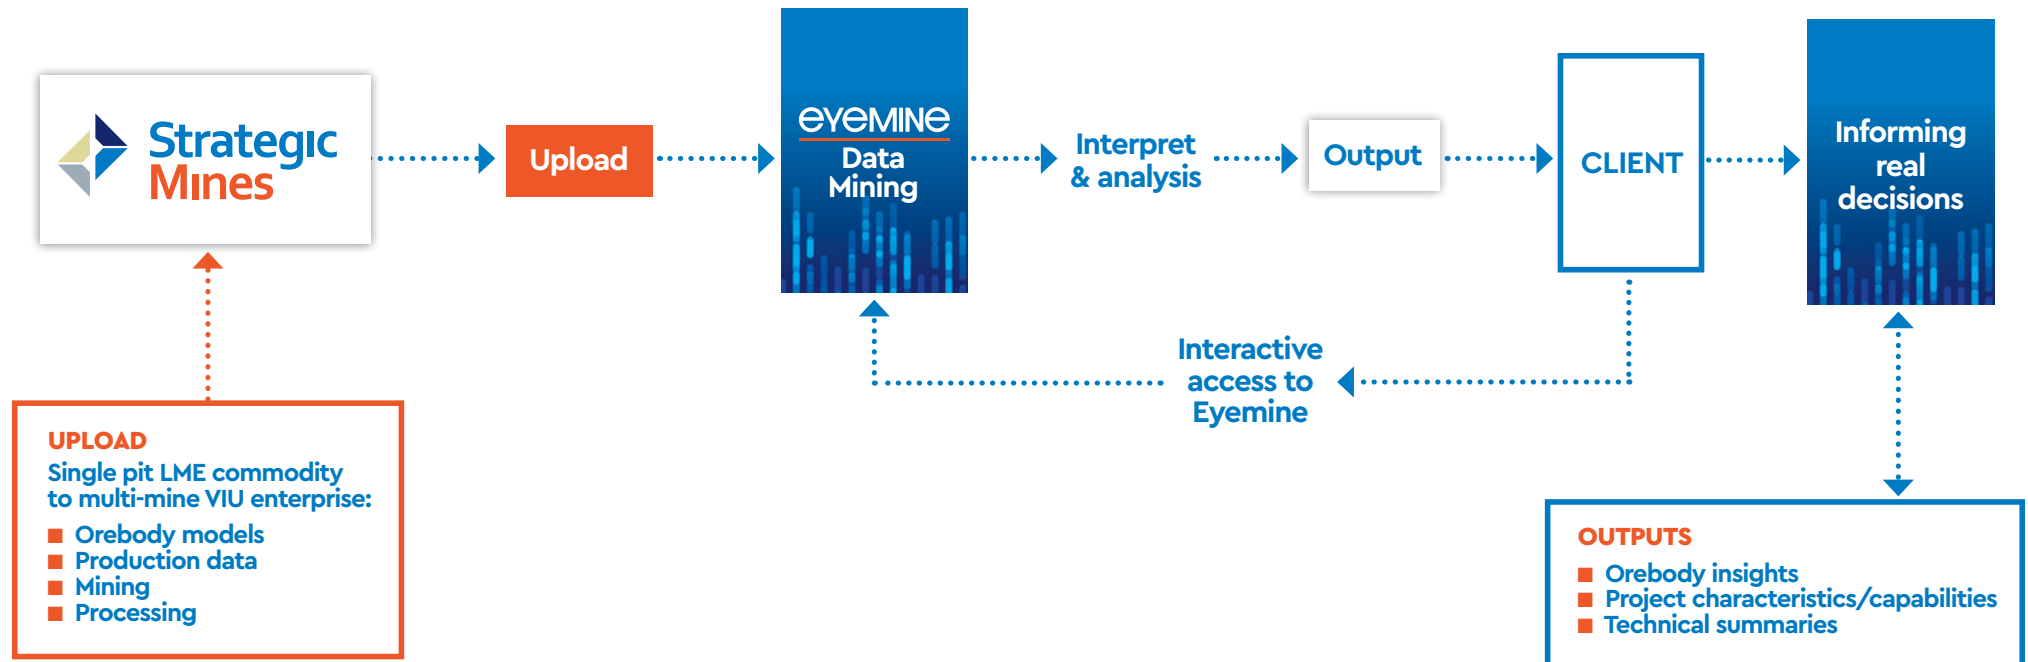 Strategic
Mines
Upload
EYEMINE
Data
Mining
Interpret
& analysis
Output
CLIENT
Informing
real
decisions
Interactive
access to
Eyemine
UPLOAD
Single pit LME commodity
to multi-mine VIU enterprise:
Orebody models
Production data
Mining
Processing
OUTPUTS
Orebody insights
Project characteristics/capabilities
Technical summaries